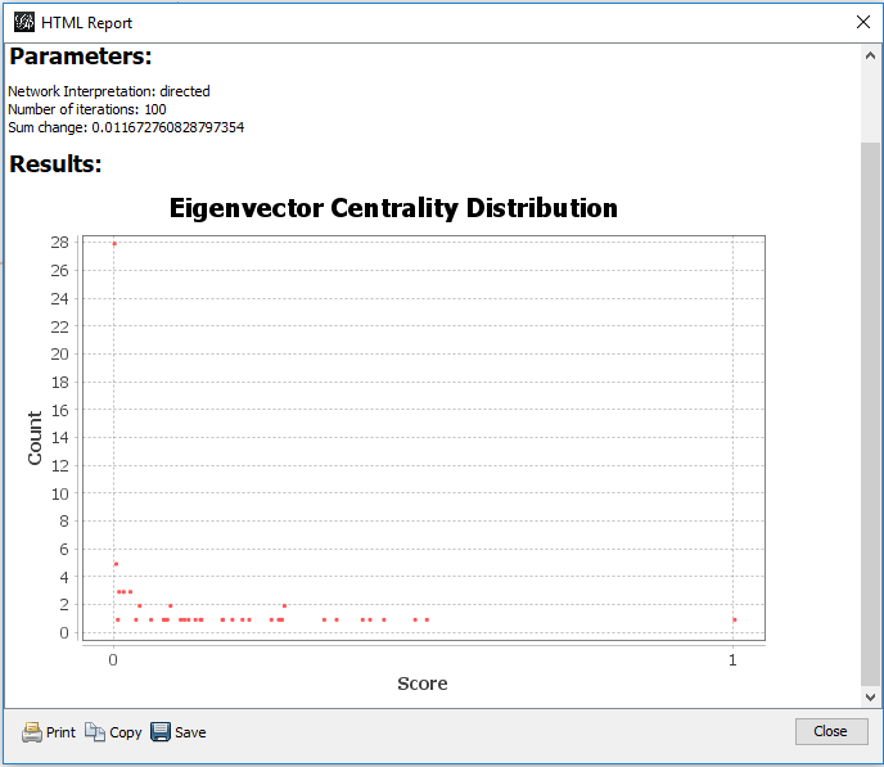 HTML Report
Parameters:
Network Interpretation: directed
Number of iterations: 100
Sum change: 0.011672760828797354
Results:
Eigenvector Centrality Distribution
28
26
24
22
20
18
16
14
12
10
8
6
4
2
0
Count
0 1
Score
Print Copy Save Close